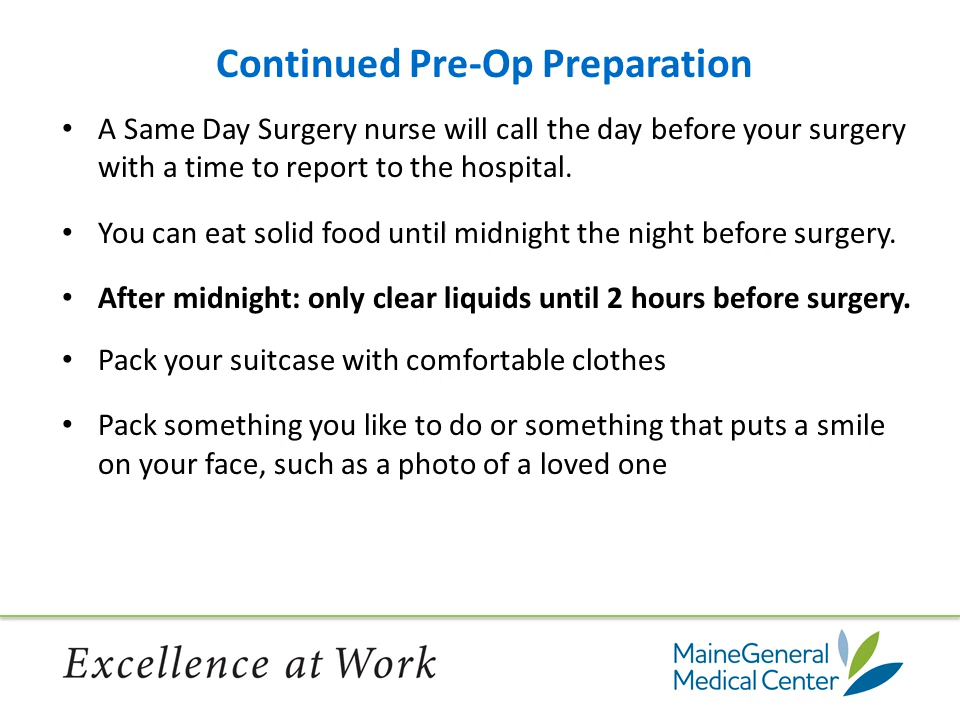 Continued Pre-Op Preparation
• A Same Day Surgery nurse will call the day before your surgery
with a time to report to the hospital.
• You can eat solid food until midnight the night before surgery.
• After midnight: only clear liquids until 2 hours before surgery.
• Pack your suitcase with comfortable clothes
• Pack something you like to do or something that puts a smile
on your face, such as a photo of a loved one
Excellence at Work
MaineGeneral
Medical Center